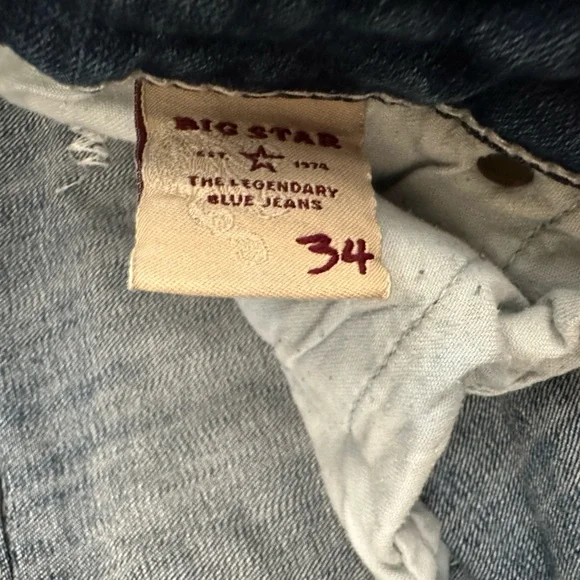 BIG STAR
EST. 1974
THE LEGENDARY
BLUE JEANS
34